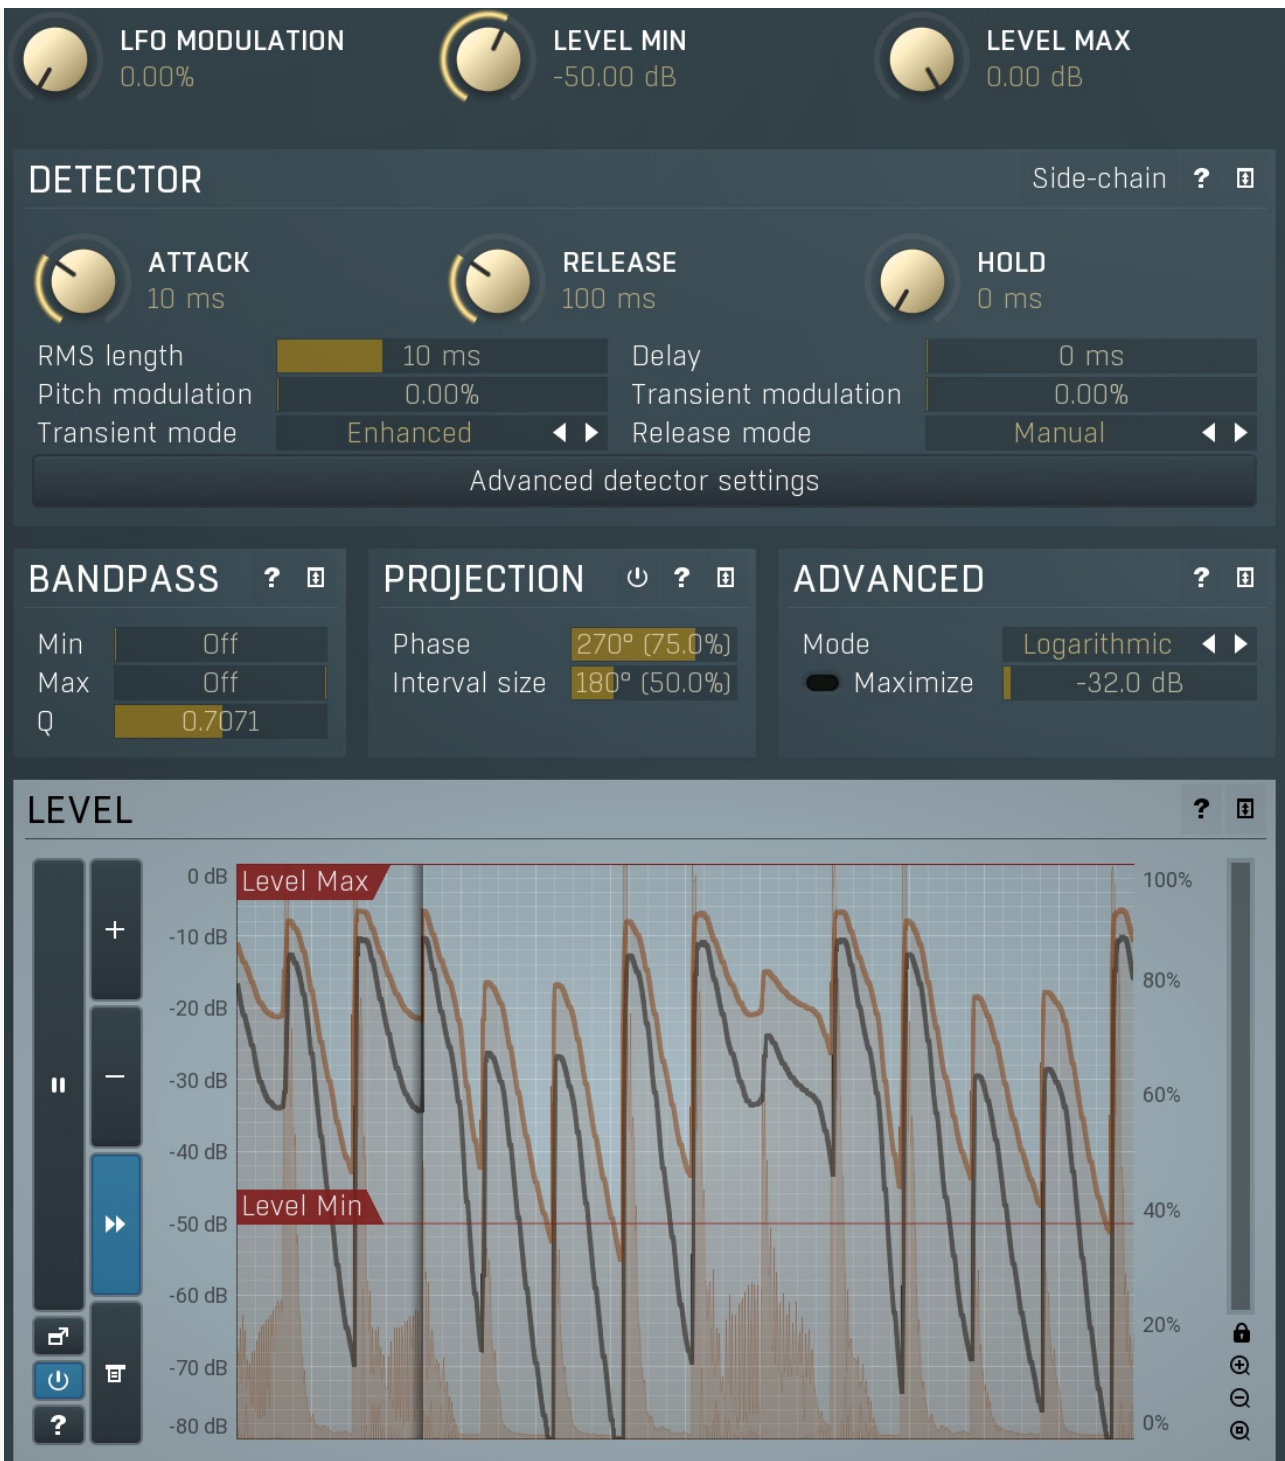 LFO MODULATION LEVEL MIN LEVEL MAX
0.00% -50.00 dB 0.00 dB
DETECTOR Side-chain ?
ATTACK RELEASE HOLD
10 ms 100 ms 0 ms
RMS length 10 ms Delay 0 ms
Pitch modulation 0.00% Transient modulation 0.00%
Transient mode Enhanced Release mode Manual
Advanced detector settings
BANDPASS ? PROJECTION ? ADVANCED ?
Min Off Phase 270° (75.0%) Mode Logarithmic
Max Off Interval size 180° (50.0%) Maximize -32.0 dB
Q 0.7071
LEVEL ?
0 dB Level Max 100%
+ -10 dB
80%
-20 dB
- -30 dB
60%
-40 dB
Level Min 40%
-50 dB
-60 dB
20%
-70 dB
? -80 dB 0%